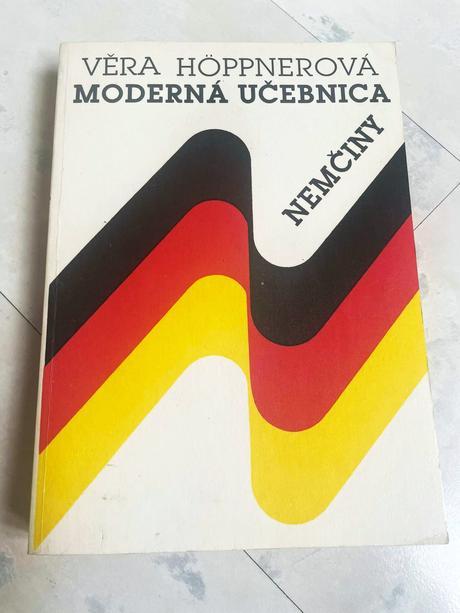 VĚRA HÖPPNEROVÁ
MODERNÁ UČEBNICA
NEMČINY